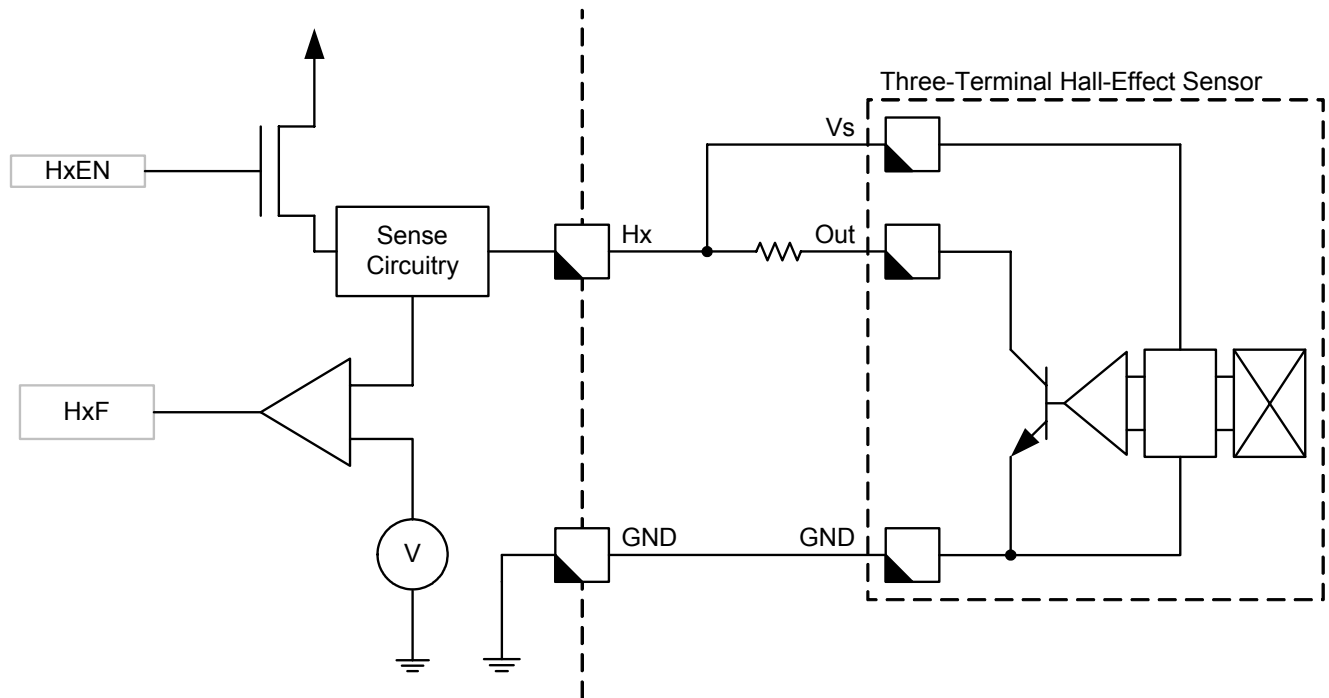 Three-Terminal Hall-Effect Sensor
Vs
HxEN
Sense
Circuitry
Hx
Out
HxF
GND
GND
V